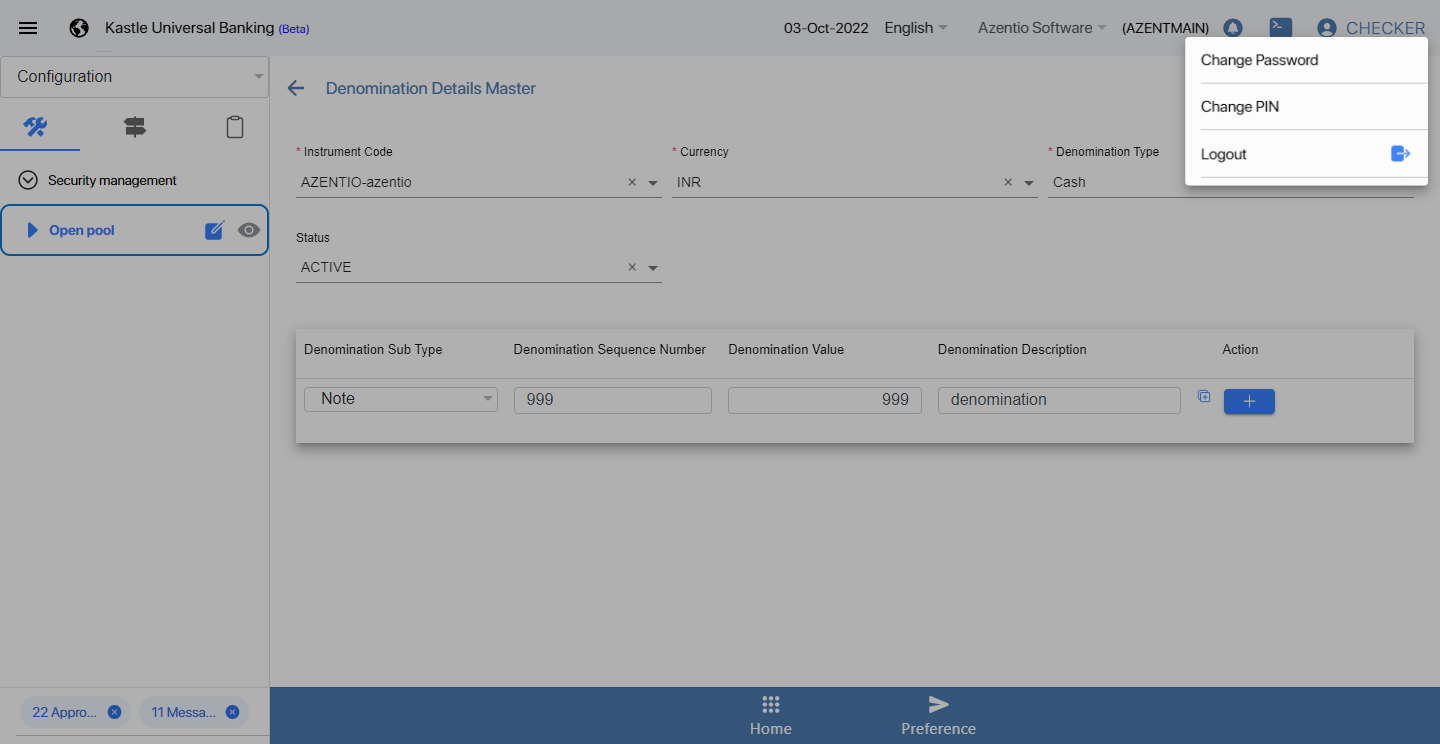 Kastle Universal Banking (Beta)
03-Oct-2022 English Azentio Software (AZENTMAIN) CHECKER
Change Password
Change PIN
Logout
Configuration
Security management
Open pool
Denomination Details Master
* Instrument Code * Currency * Denomination Type
AZENTIO-azentio × INR × Cash
Status
ACTIVE ×
Denomination Sub Type Denomination Sequence Number Denomination Value Denomination Description Action
Note 999 999 denomination +
22 Appro... 11 Messa...
Home Preference